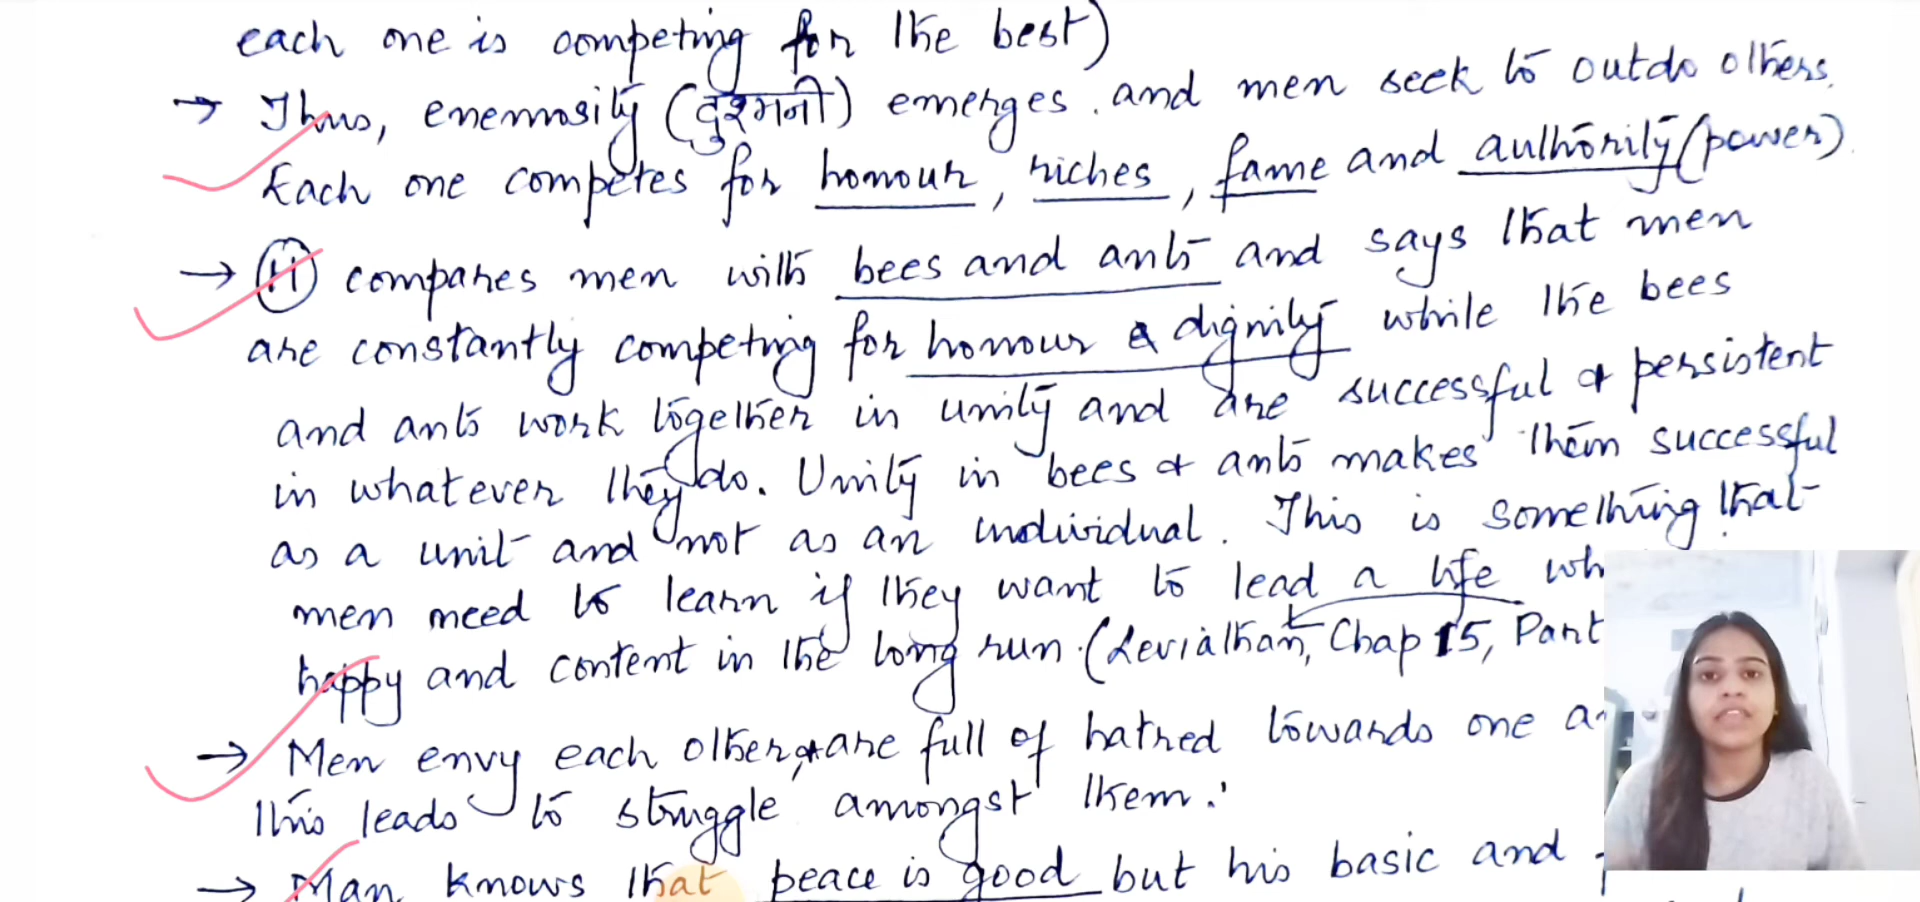 each one is competing for the best)
→ Thus, enemosity (दुश्मनी) emerges and men seek to outdo others.
Each one competes for honour, riches, fame and authority (power).
→ (H) compares men with bees and ants and says that men
are constantly competing for honour & dignity while the bees
and ants work together in unity and are successful & persistent
in whatever they do. Unity in bees & ants makes them successful
as a unit and not as an individual. This is something that
men need to learn if they want to lead a life
happy and content in the long run. (Leviathan, Chap 15, Part
→ Men envy each other, & are full of hatred towards one
this leads to struggle amongst them.
→ Man knows that peace is good but his basic and